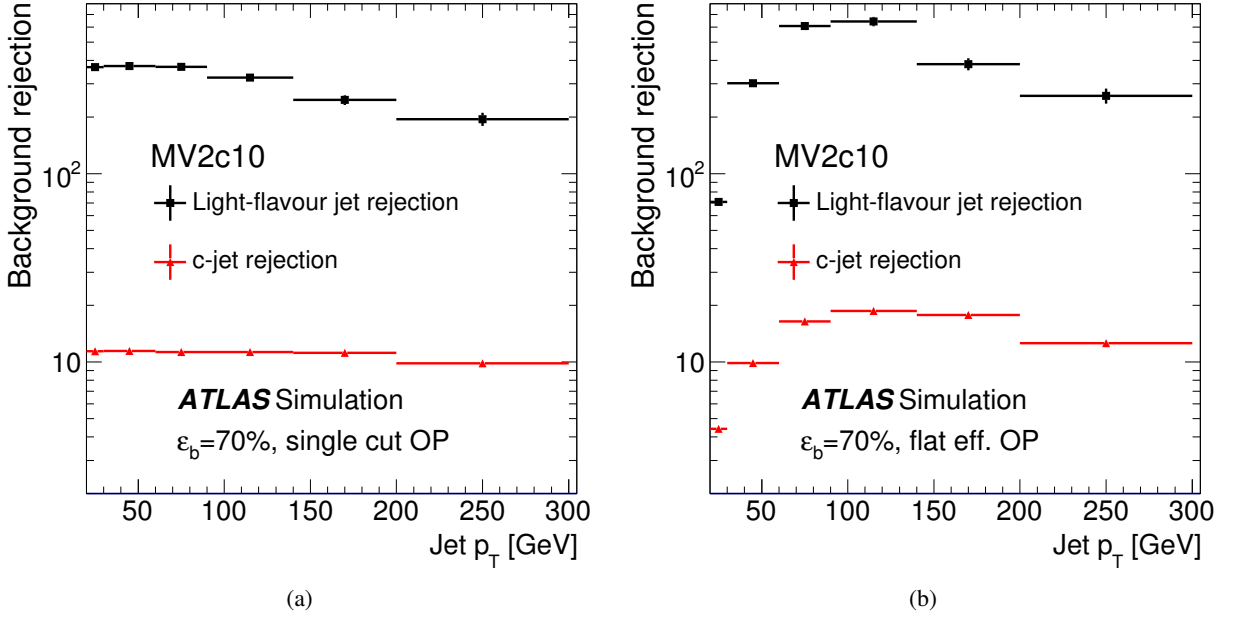 Background rejection
10²
10
MV2c10
Light-flavour jet rejection
c-jet rejection
ATLAS Simulation
ε_b=70%, single cut OP
50 100 150 200 250 300
Jet p_T [GeV]
(a)
Background rejection
10²
10
MV2c10
Light-flavour jet rejection
c-jet rejection
ATLAS Simulation
ε_b=70%, flat eff. OP
50 100 150 200 250 300
Jet p_T [GeV]
(b)